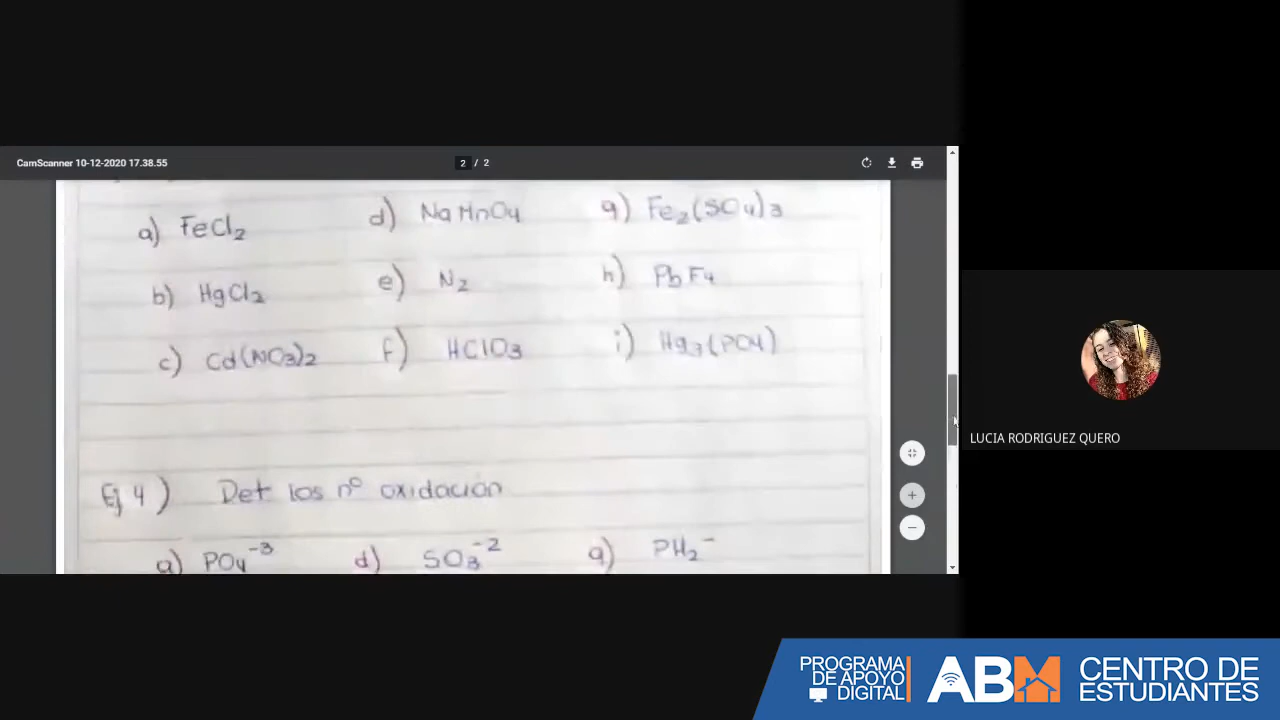 CamScanner 10-12-2020 17.38.55
2 / 2
a) FeCl2 d) NaMnO4 g) Fe2(SO4)3
b) HgCl2 e) N2 h) PbF4
c) Cd(NO3)2 f) HClO3 i) Hg3(PO4)
Ej 4) Det los nº oxidación
a) PO4-3 d) SO3-2 g) PH2-
LUCIA RODRIGUEZ QUERO
PROGRAMA
DE APOYO
DIGITAL
ABM
CENTRO DE
ESTUDIANTES